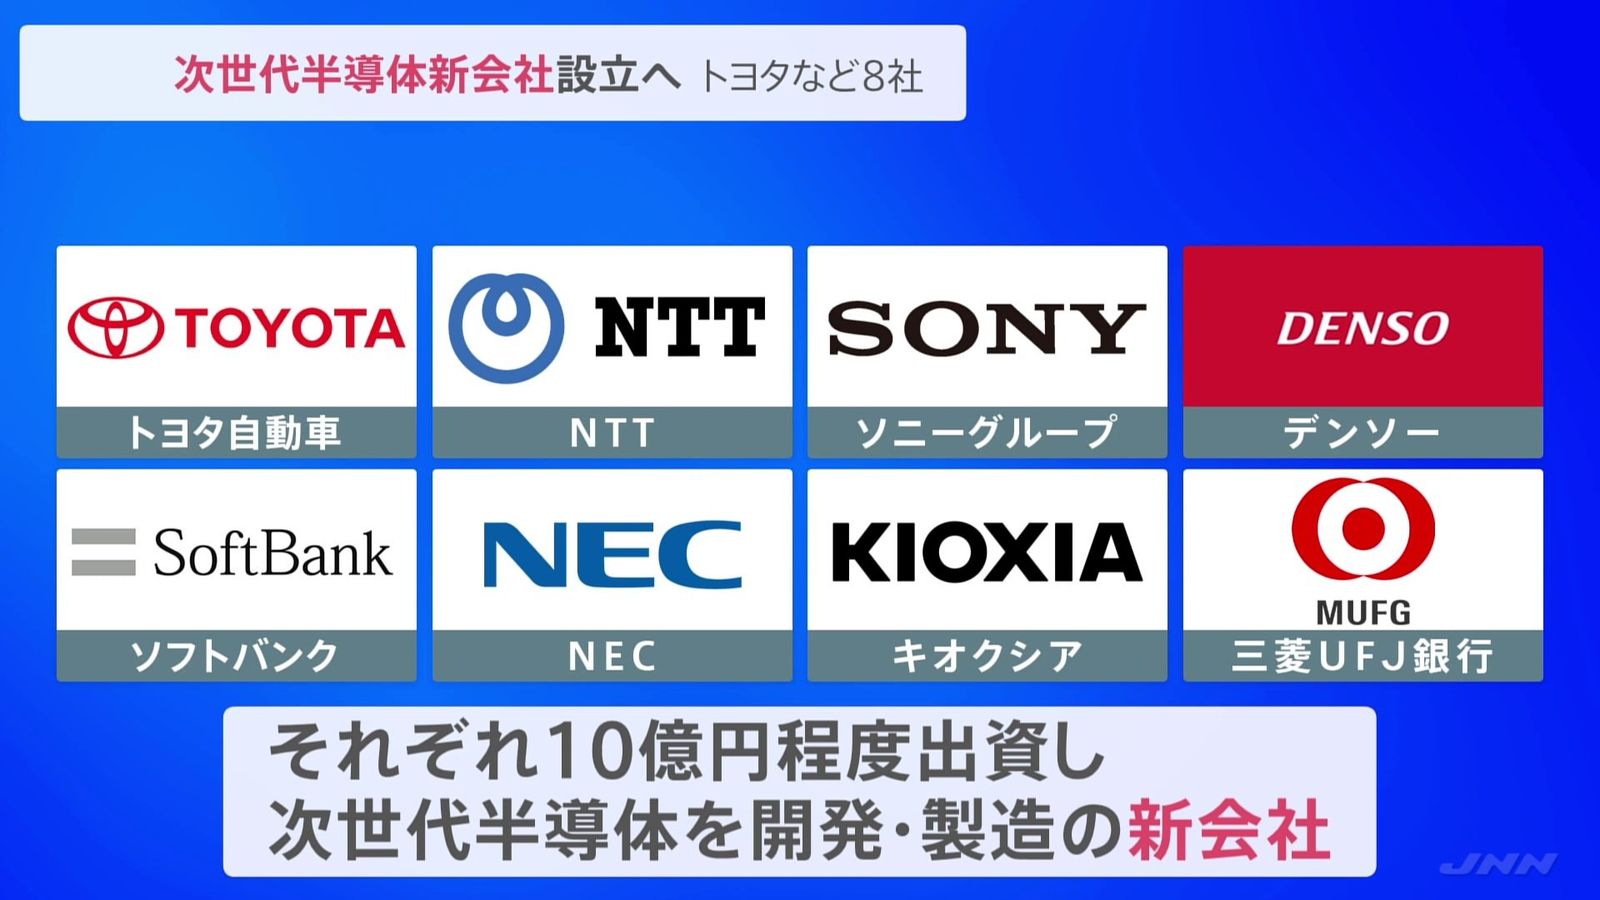 次世代半導体新会社設立へ トヨタなど8社
TOYOTA
トヨタ自動車
NTT
NTT
SONY
ソニーグループ
DENSO
デンソー
SoftBank
ソフトバンク
NEC
NEC
KIOXIA
キオクシア
MUFG
三菱UFJ銀行
それぞれ10億円程度出資し
次世代半導体を開発・製造の新会社
JNN